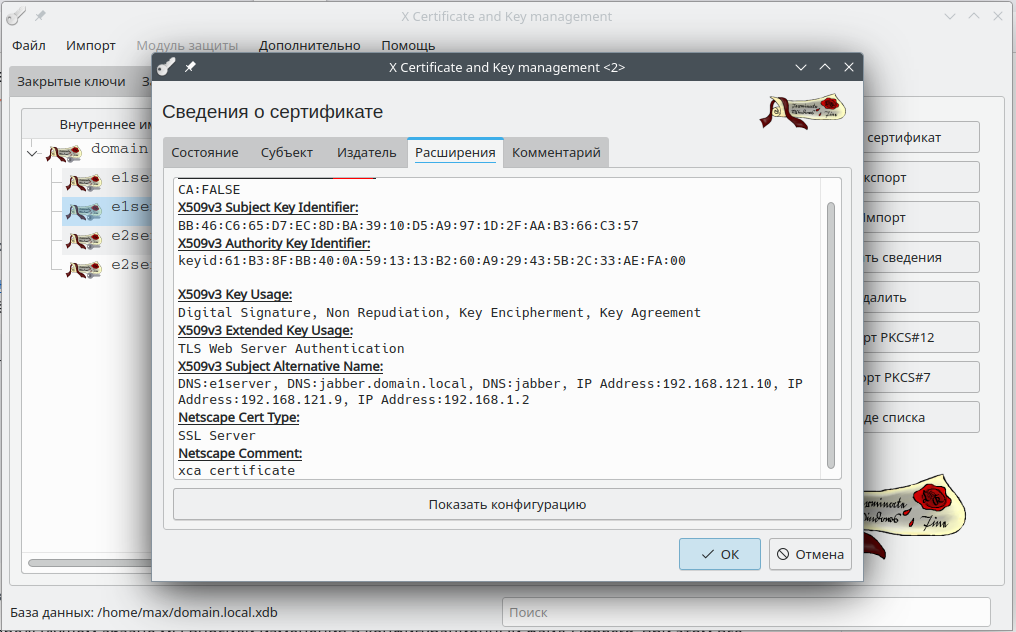 X Certificate and Key management
Файл Импорт Модуль защиты Дополнительно Помощь
Закрытые ключи
X Certificate and Key management <2>
Сведения о сертификате
Состояние Субъект Издатель Расширения Комментарий
CA:FALSE
X509v3 Subject Key Identifier:
BB:46:C6:65:D7:EC:8D:BA:39:10:D5:A9:97:1D:2F:AA:B3:66:C3:57
X509v3 Authority Key Identifier:
keyid:61:B3:8F:BB:40:0A:59:13:13:B2:60:A9:29:43:5B:2C:33:AE:FA:00
X509v3 Key Usage:
Digital Signature, Non Repudiation, Key Encipherment, Key Agreement
X509v3 Extended Key Usage:
TLS Web Server Authentication
X509v3 Subject Alternative Name:
DNS:e1server, DNS:jabber.domain.local, DNS:jabber, IP Address:192.168.121.10, IP
Address:192.168.121.9, IP Address:192.168.1.2
Netscape Cert Type:
SSL Server
Netscape Comment:
xca certificate
Показать конфигурацию
OK Отмена
Внутреннее им
domain
e1se
e1se
e2se
e2se
сертификат
кспорт
мпорт
ть сведения
далить
рт PKCS#12
орт PKCS#7
де списка
База данных: /home/max/domain.local.xdb
Поиск